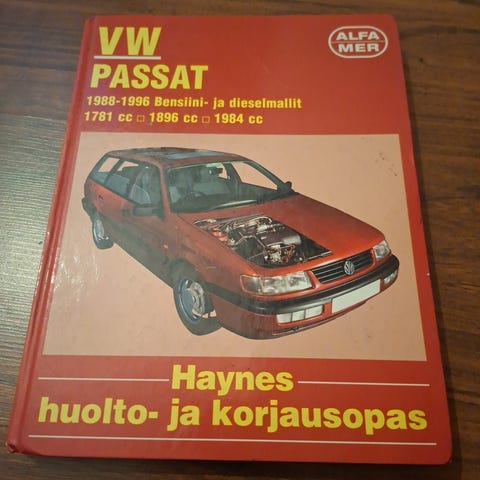 VW
PASSAT
ALFA
MER
1988-1996 Bensiini- ja dieselmallit
1781 cc □ 1896 cc □ 1984 cc
Haynes
huolto- ja korjausopas